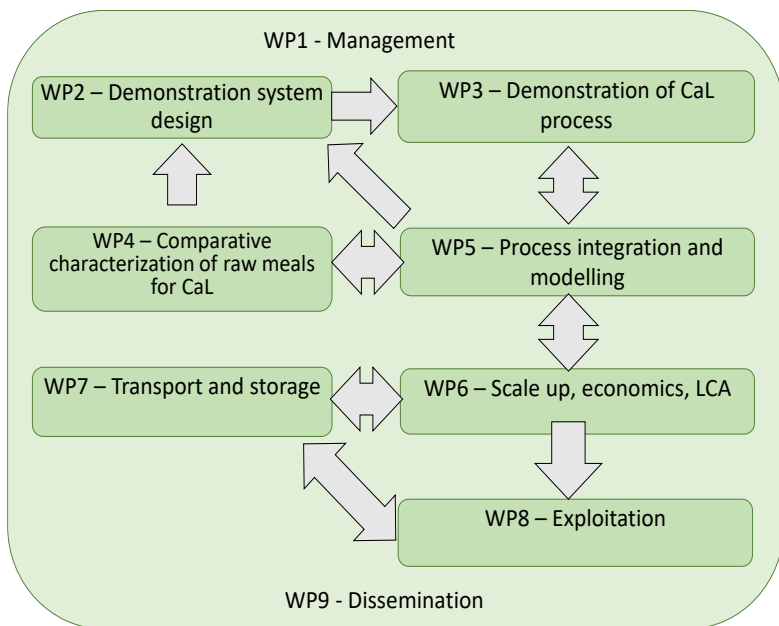 WP1 - Management
WP2 – Demonstration system
design
WP3 – Demonstration of CaL
process
WP4 – Comparative
characterization of raw meals
for CaL
WP5 – Process integration and
modelling
WP7 – Transport and storage
WP6 – Scale up, economics, LCA
WP8 – Exploitation
WP9 - Dissemination